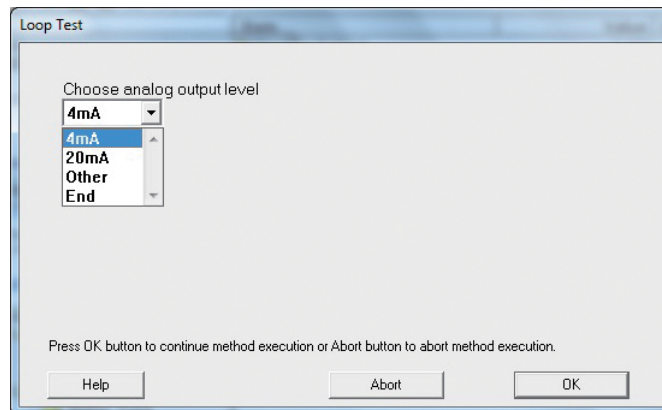 Loop Test
Choose analog output level
4mA
4mA
20mA
Other
End
Press OK button to continue method execution or Abort button to abort method execution.
Help
Abort
OK